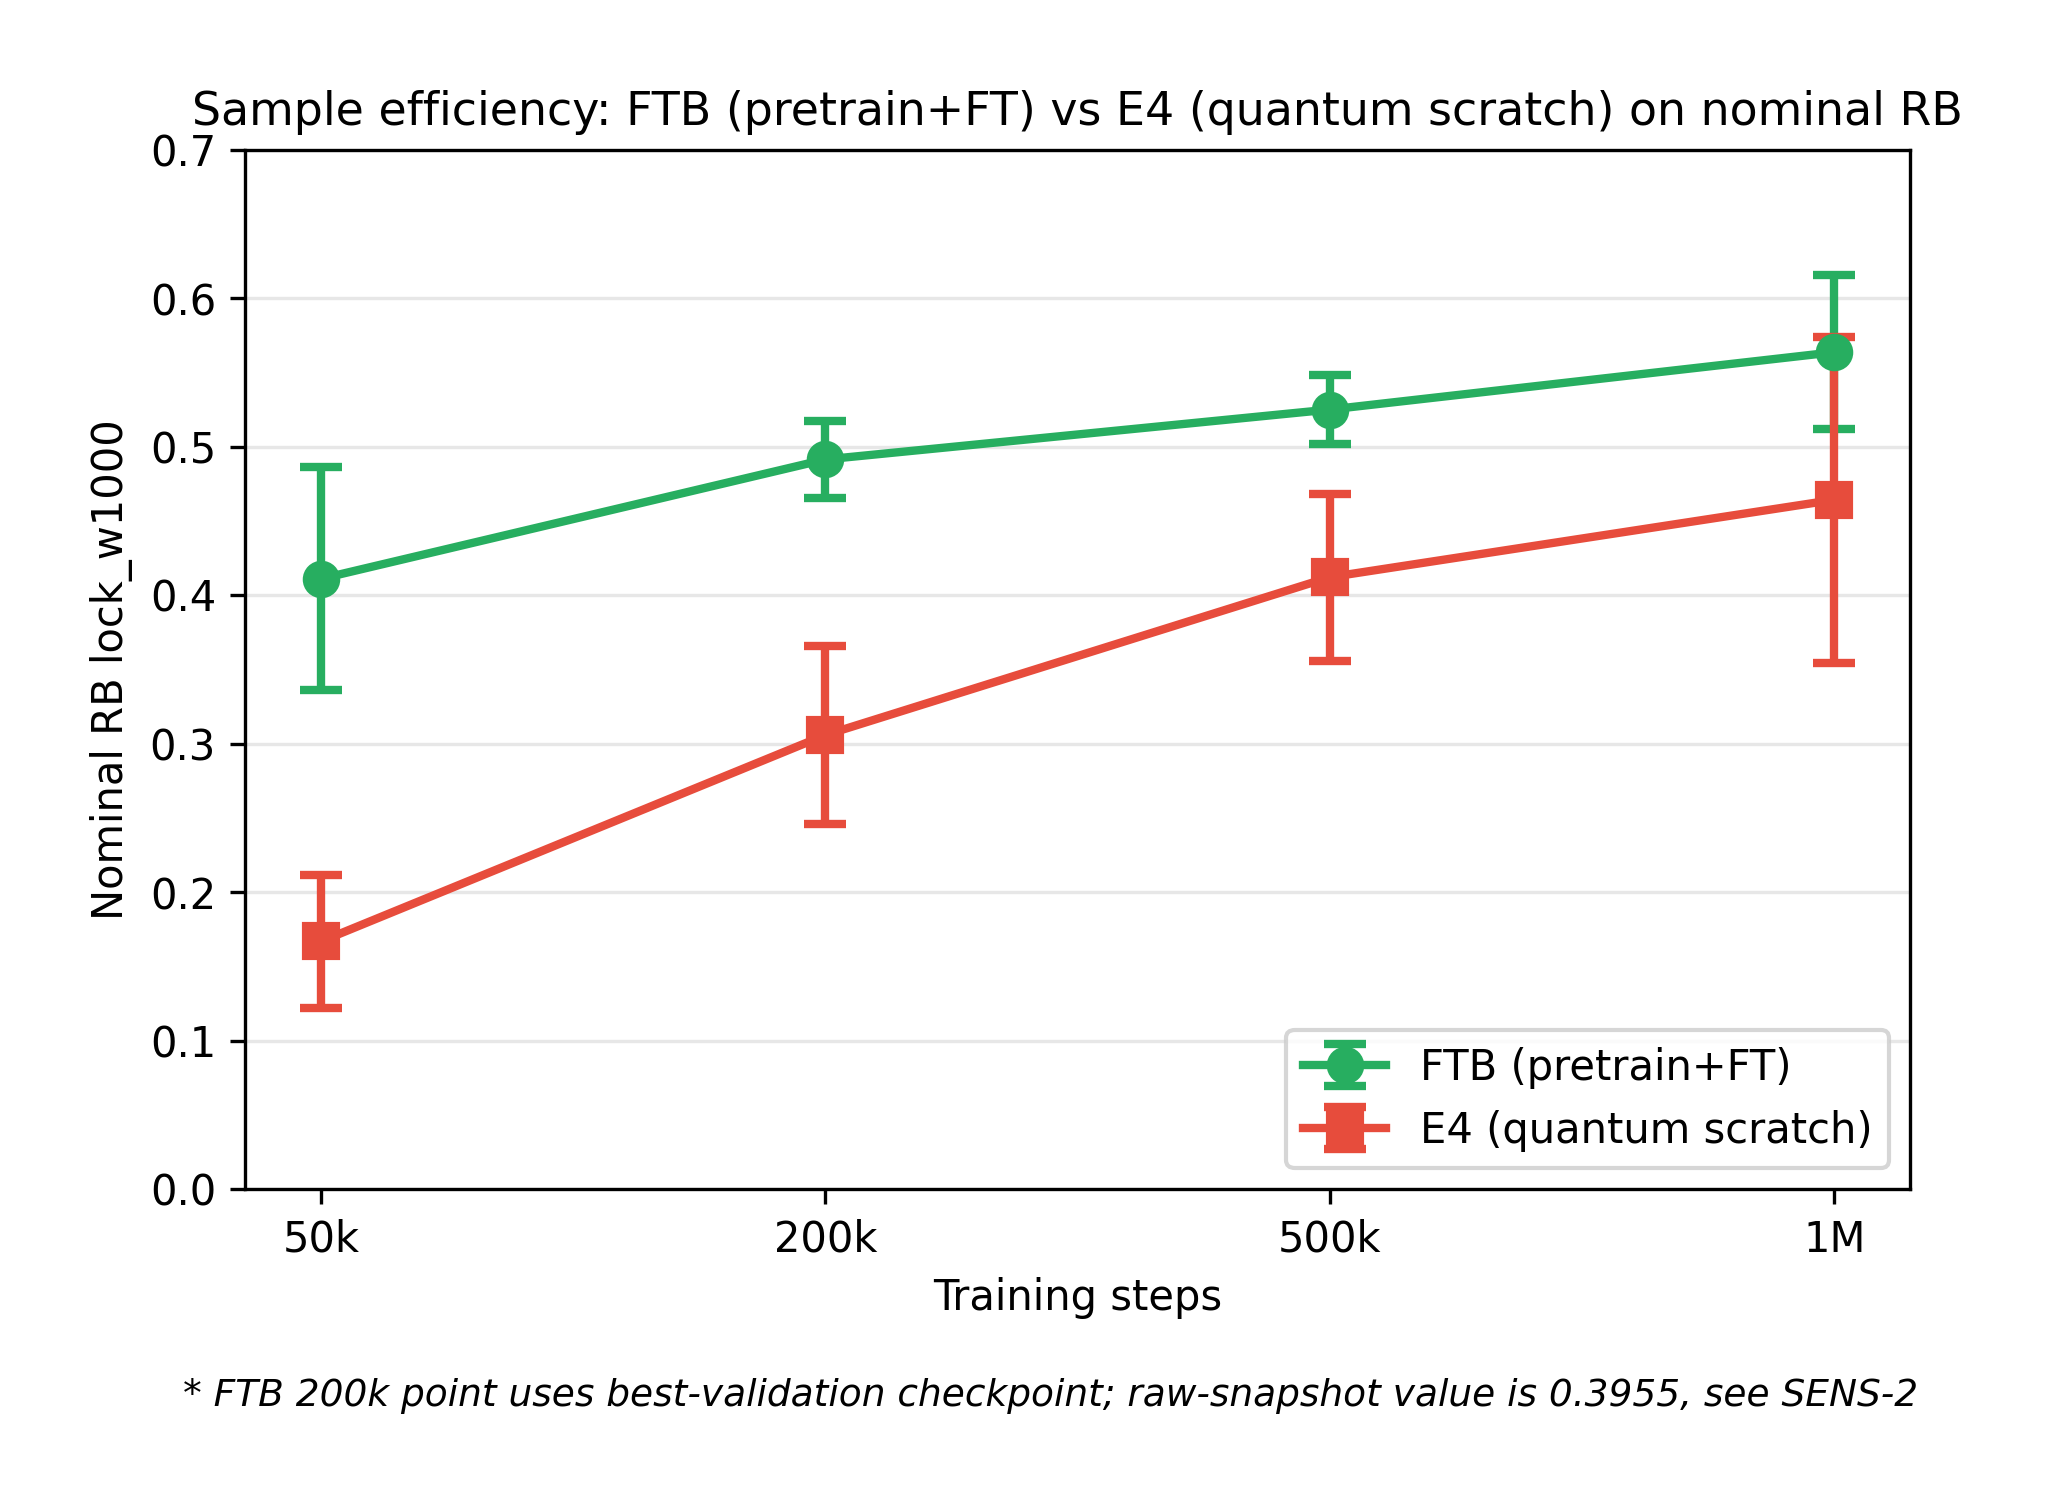 Sample efficiency: FTB (pretrain+FT) vs E4 (quantum scratch) on nominal RB
0.7
0.6
0.5
0.4
0.3
0.2
0.1
0.0
Nominal RB lock_w1000
FTB (pretrain+FT)
E4 (quantum scratch)
50k 200k 500k 1M
Training steps
* FTB 200k point uses best-validation checkpoint; raw-snapshot value is 0.3955, see SENS-2